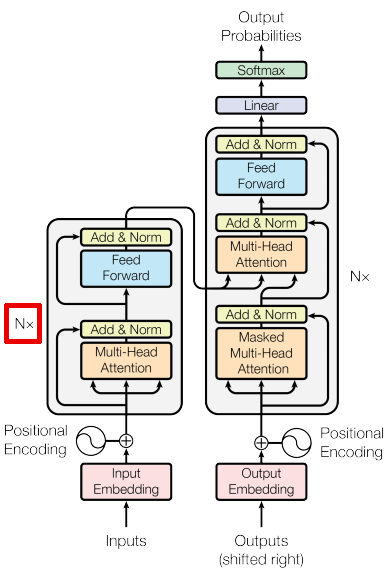 Output
Probabilities
Softmax
Linear
Add & Norm
Feed
Forward
Add & Norm
Multi-Head
Attention
N×
Add & Norm
Masked
Multi-Head
Attention
Add & Norm
Feed
Forward
N×
Add & Norm
Multi-Head
Attention
Positional
Encoding
Positional
Encoding
Input
Embedding
Output
Embedding
Inputs
Outputs
(shifted right)